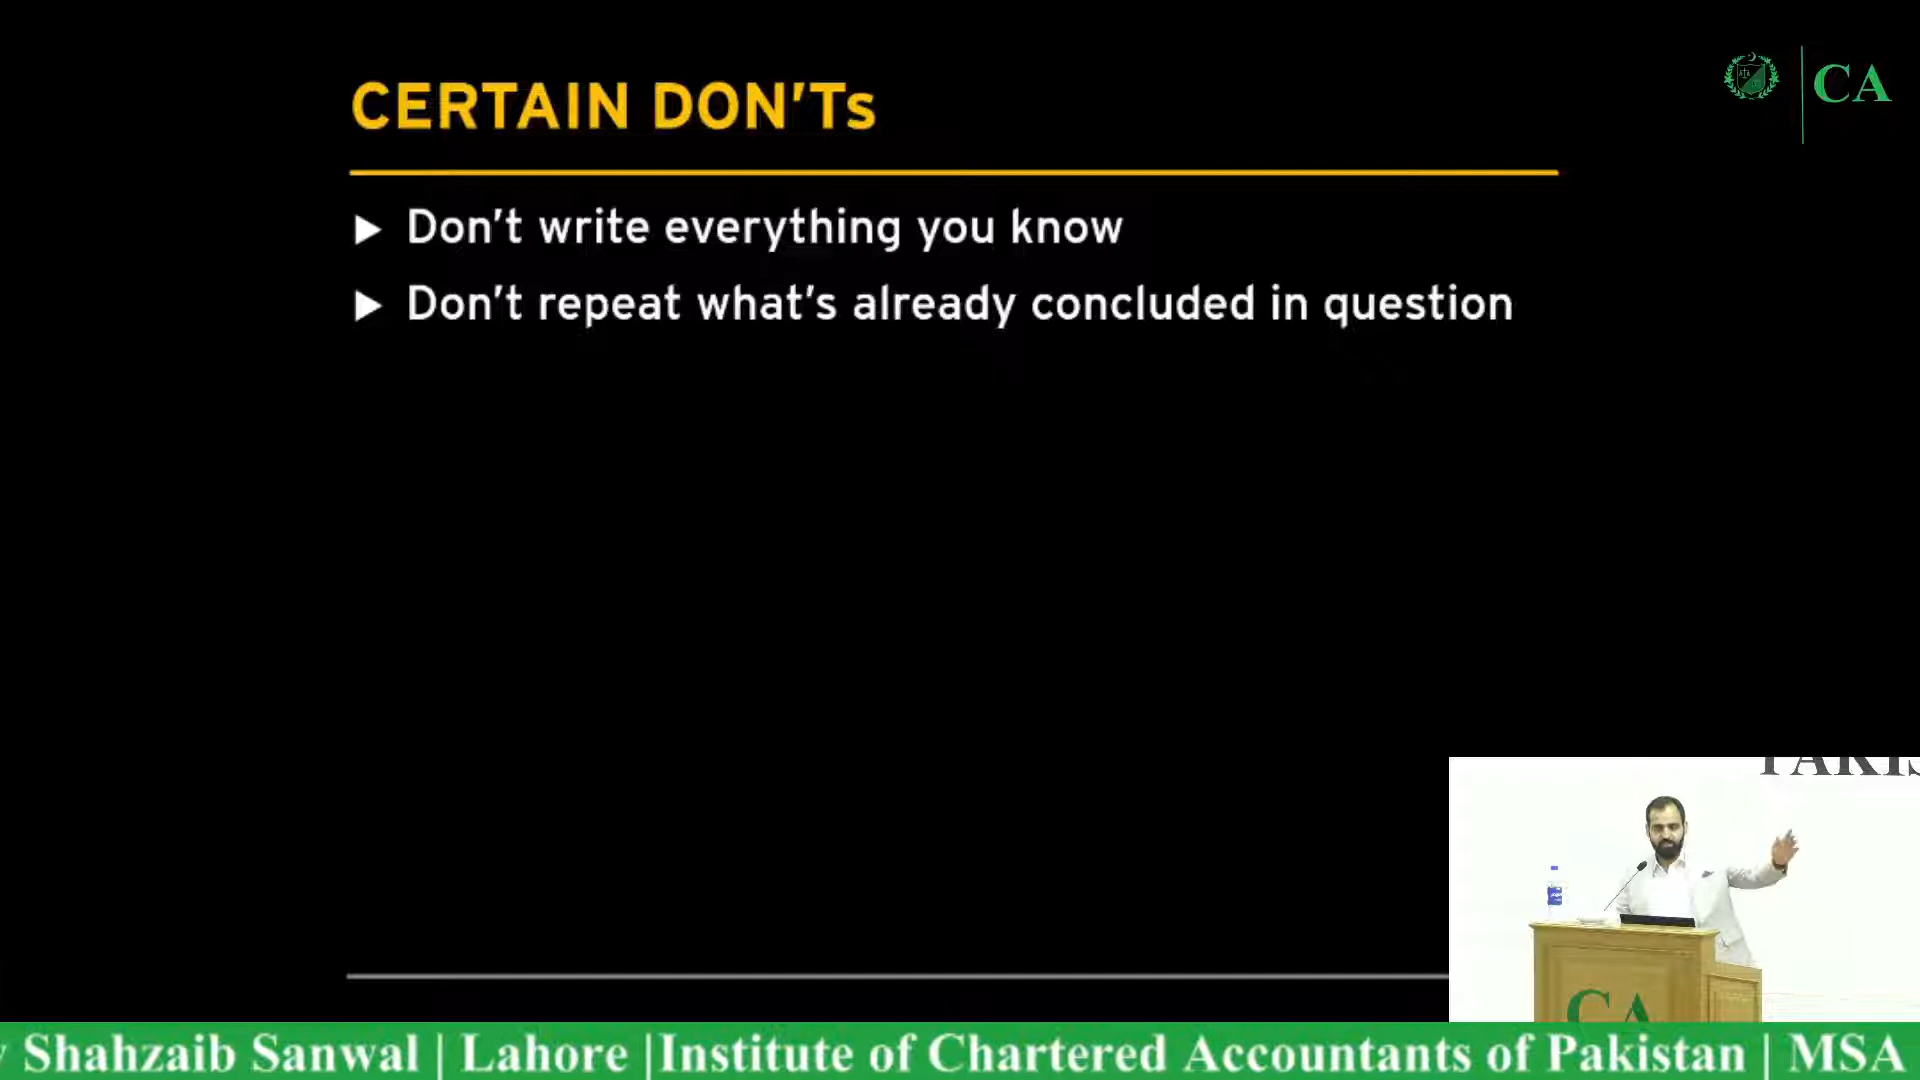 CERTAIN DON'Ts
CA
▶ Don't write everything you know
▶ Don't repeat what's already concluded in question
CA
Shahzaib Sanwal | Lahore |Institute of Chartered Accountants of Pakistan | MSA